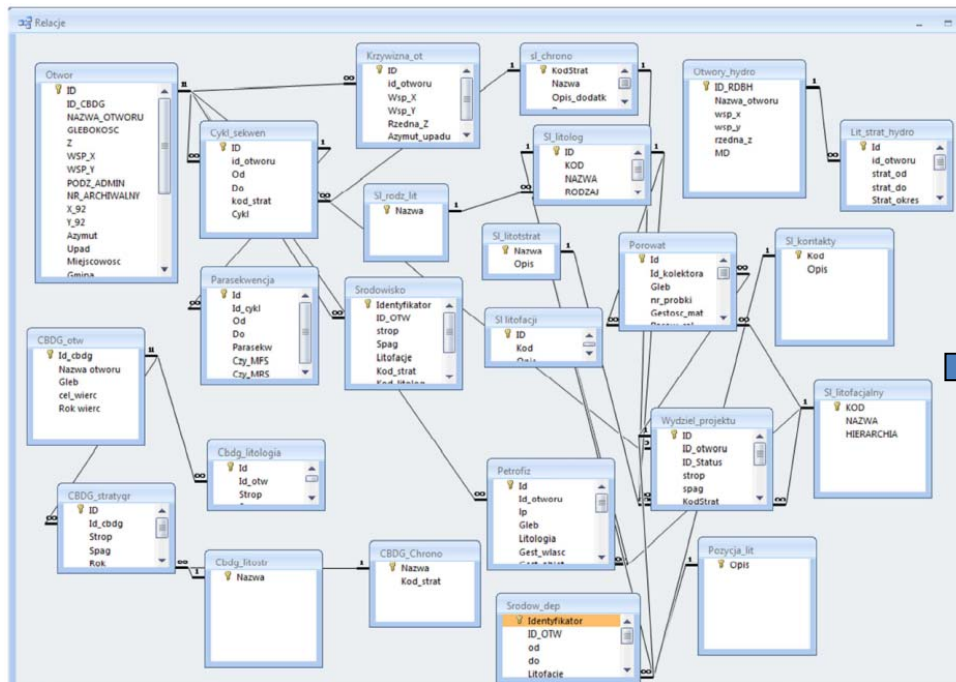 Relacje
Otwor
ID
ID_CBDG
NAZWA_OTWORU
GLEBOKOSC
Z
WSP_X
WSP_Y
PODZ_ADMIN
NR_ARCHIWALNY
X_92
Y_92
Azymut
Upad
Miejscowosc
Gmina
Cykl_sekwen
ID
id_otworu
Od
Do
kod_strat
Cykl
Krzywizna_ot
ID
id_otworu
Wsp_X
Wsp_Y
Rzedna_Z
Azymut_upadu
sl_chrono
KodStrat
Nazwa
Opis_dodatk
Sl_litolog
ID
KOD
NAZWA
RODZAJ
Otwory_hydro
ID_RDBH
Nazwa_otworu
wsp_x
wsp_y
rzedna_z
MD
Lit_strat_hydro
Id
id_otworu
strat_od
strat_do
Strat_okres
Sl_rodz_lit
Nazwa
Sl_litotstrat
Nazwa
Opis
Porowat
Id
Id_kolektora
Gleb
nr_probki
Gestosc_mat
Sl_kontakty
Kod
Opis
Parasekwencja
Id
Id_cykl
Od
Do
Parasekw
Czy_MFS
Czy_MRS
Srodowisko
Identyfikator
ID_OTW
strop
Spag
Litofacje
Kod_strat
Kod_litolog
Sl litofacji
ID
Kod
Opis
CBDG_otw
Id_cbdg
Nazwa otworu
Gleb
cel_wierc
Rok wierc
Sl_litofacjalny
KOD
NAZWA
HIERARCHIA
Wydziel_projektu
ID
ID_otworu
ID_Status
strop
spag
KodStrat
Cbdg_litologia
Id
Id_otw
Strop
Petrofiz
Id
Id_otworu
lp
Gleb
Litologia
Gest_wlasc
CBDG_stratygr
ID
Id_cbdg
Strop
Spag
Rok
Cbdg_litostr
Nazwa
CBDG_Chrono
Nazwa
Kod_strat
Pozycja_lit
Opis
Srodow_dep
Identyfikator
ID_OTW
od
do
Litofacie